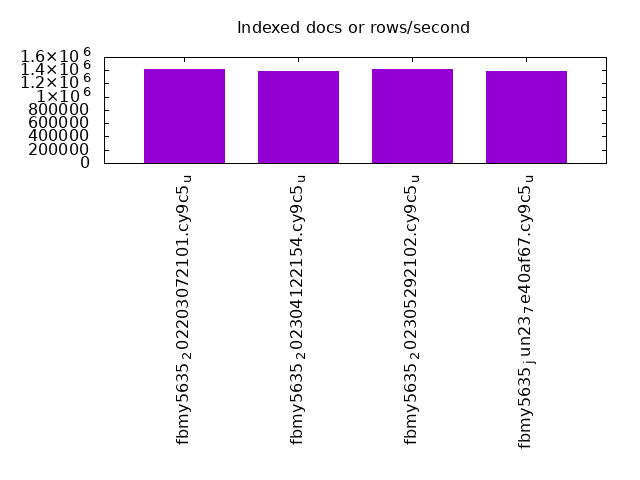 Indexed docs or rows/second
1.6×10⁶
1.4×10⁶
1.2×10⁶
1×10⁶
800000
600000
400000
200000
0
fbmy5635₂02203072101.cy9c5ᵤ
fbmy5635₂02304122154.cy9c5ᵤ
fbmy5635₂02305292102.cy9c5ᵤ
fbmy5635ⱼun23₇e40af67.cy9c5ᵤ